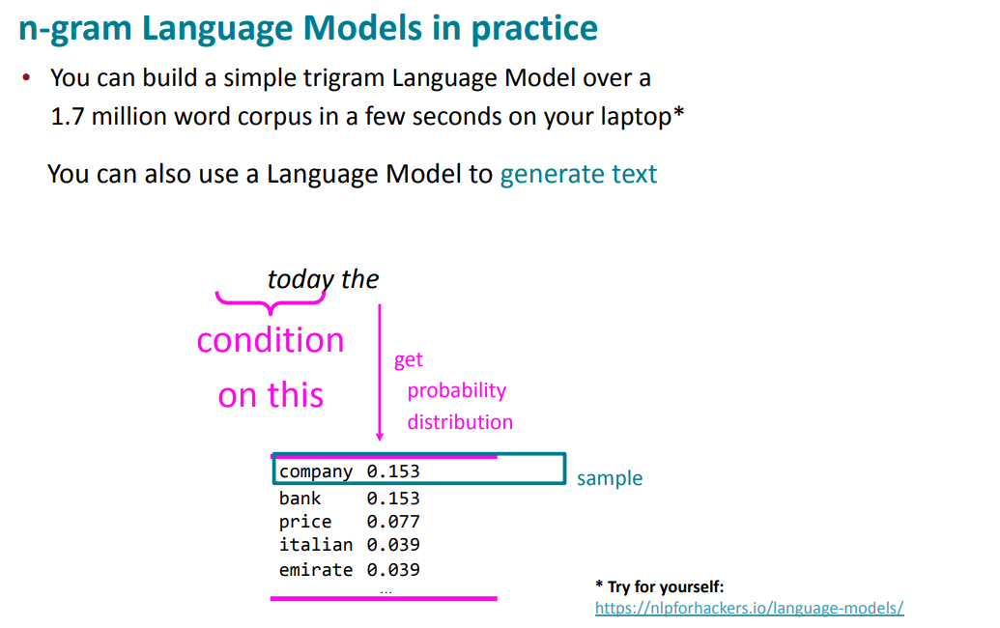 n-gram Language Models in practice
• You can build a simple trigram Language Model over a
1.7 million word corpus in a few seconds on your laptop*
You can also use a Language Model to generate text
today the
condition
on this
get
probability
distribution
company 0.153
sample
bank 0.153
price 0.077
italian 0.039
emirate 0.039
…
* Try for yourself:
https://nlpforhackers.io/language-models/